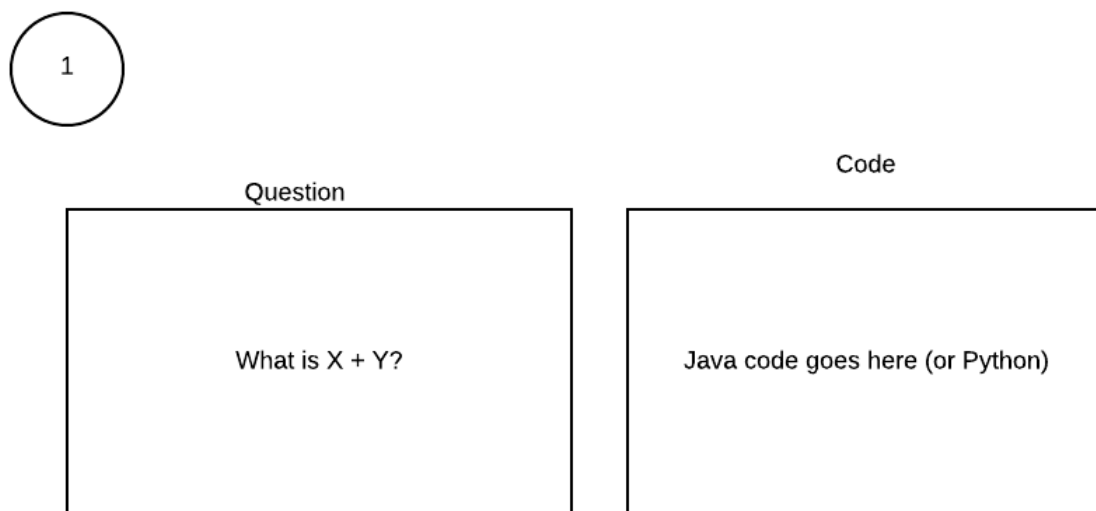 1
Question
Code
What is X + Y?
Java code goes here (or Python)